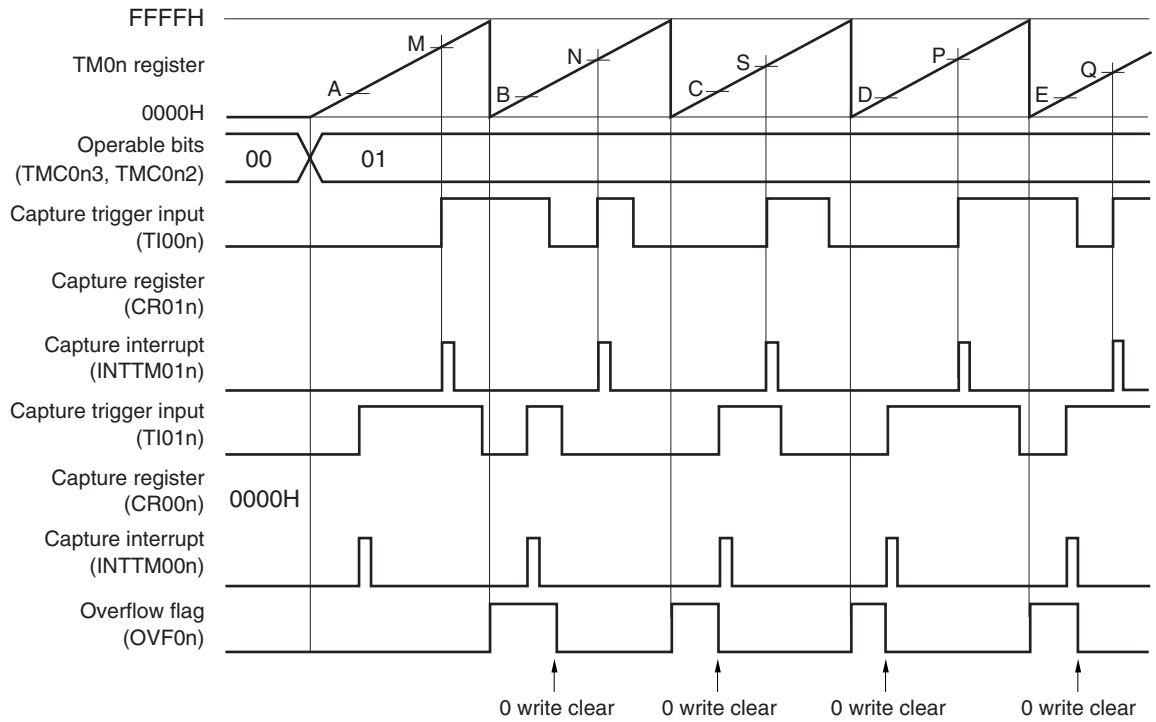 FFFFH
TM0n register
0000H
A M B N C S D P E Q
Operable bits
(TMC0n3, TMC0n2)
00 01
Capture trigger input
(TI00n)
Capture register
(CR01n)
Capture interrupt
(INTTM01n)
Capture trigger input
(TI01n)
Capture register
(CR00n)
0000H
Capture interrupt
(INTTM00n)
Overflow flag
(OVF0n)
0 write clear 0 write clear 0 write clear 0 write clear